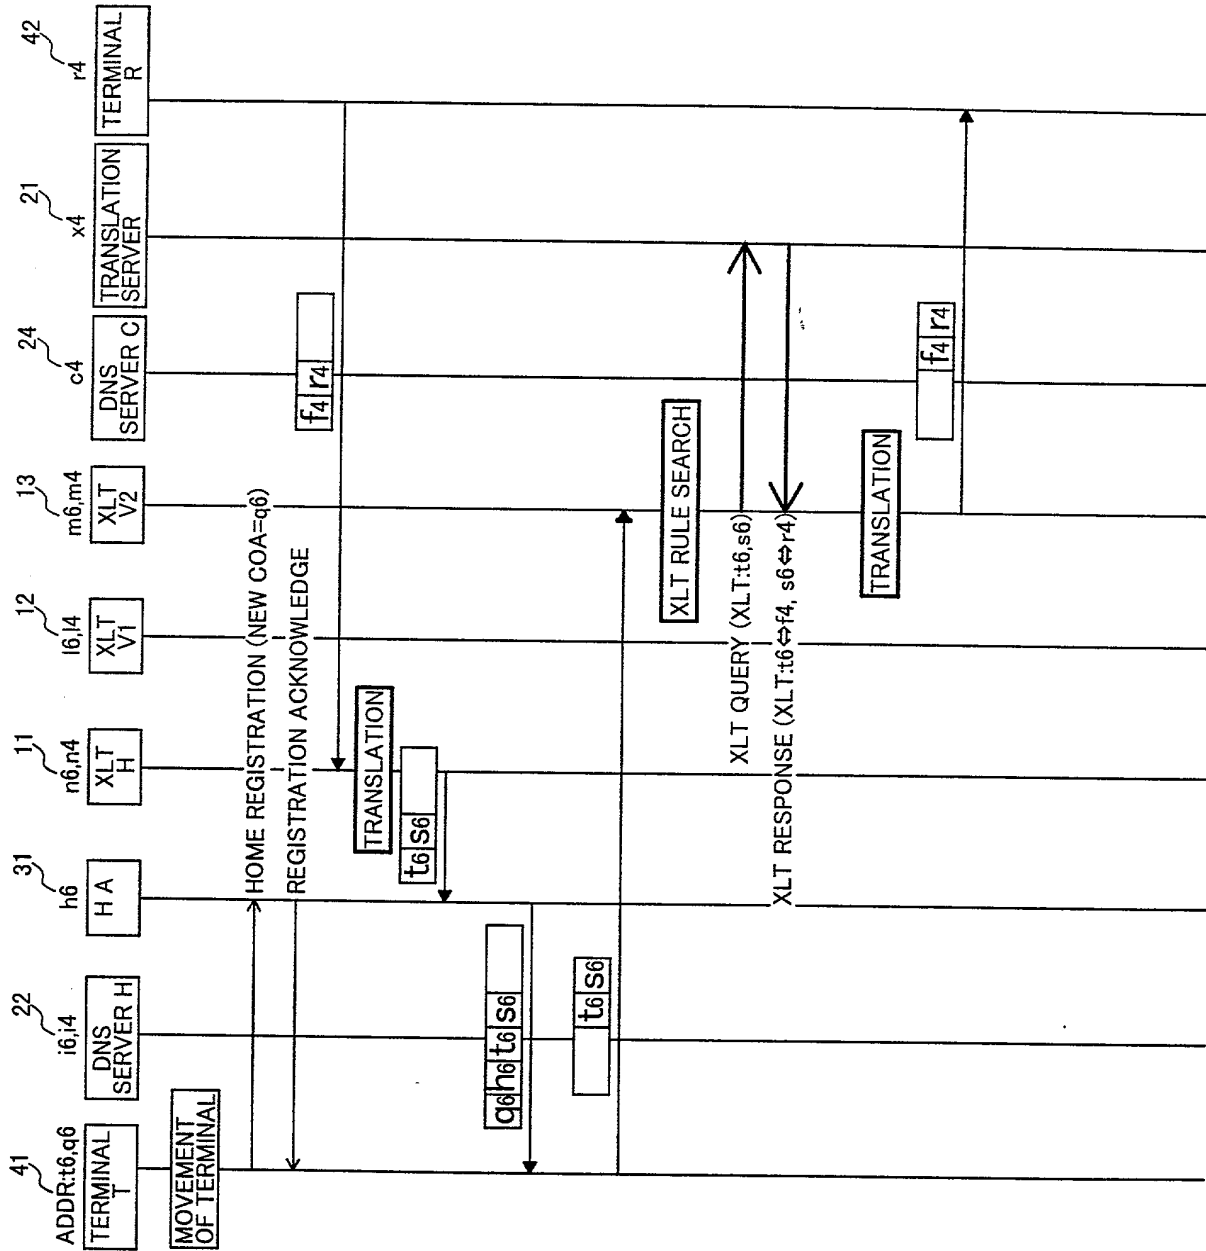 41
ADDR:t6,q6
TERMINAL
T
22
i6,i4
DNS
SERVER H
31
h6
H A
11
n6,n4
XLT
H
12
l6,l4
XLT
V1
13
m6,m4
XLT
V2
24
c4
DNS
SERVER C
21
x4
TRANSLATION
SERVER
42
r4
TERMINAL
R
MOVEMENT
OF TERMINAL
HOME REGISTRATION (NEW COA=q6)
REGISTRATION ACKNOWLEDGE
f4 r4
TRANSLATION
t6 s6
q6 h6 t6 s6
t6 s6
XLT RULE SEARCH
XLT QUERY (XLT:t6,s6)
XLT RESPONSE (XLT:t6⇔f4, s6⇔r4)
TRANSLATION
f4 r4